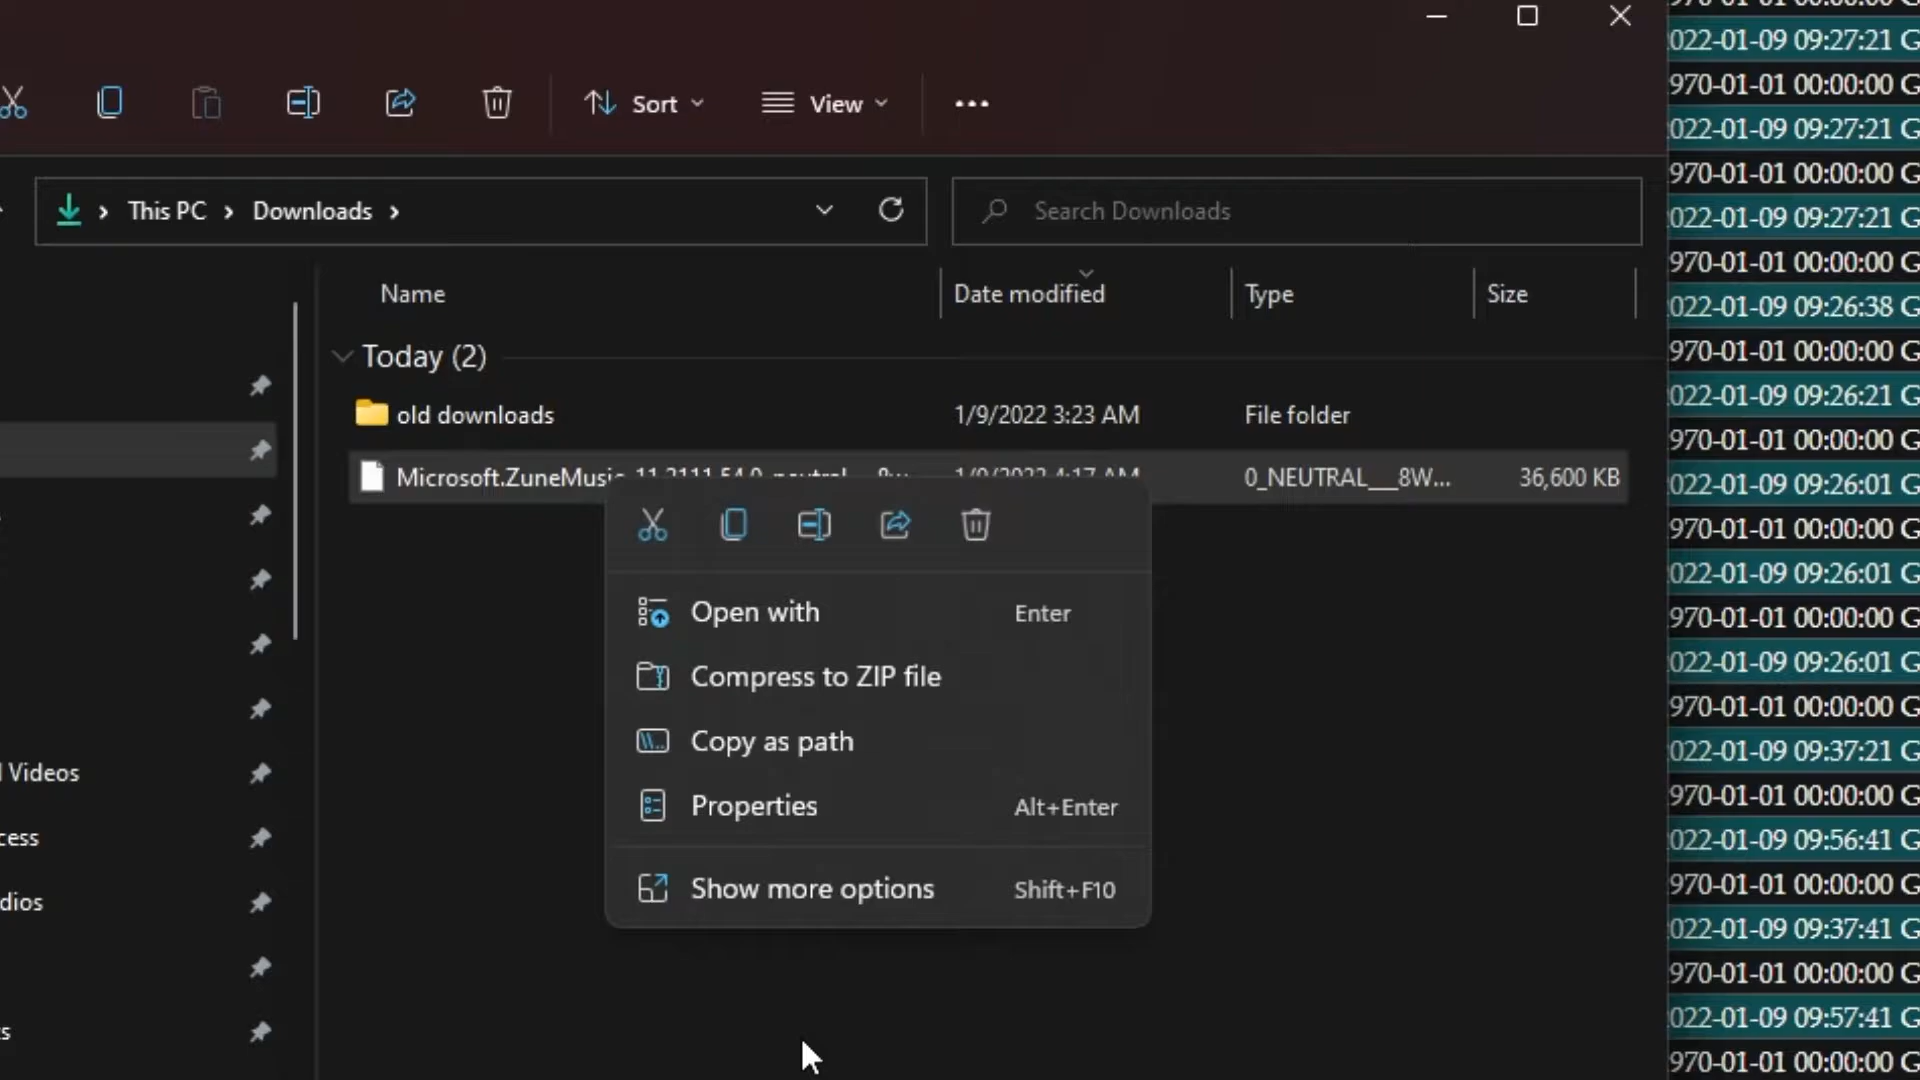 Sort
View
This PC
Downloads
Search Downloads
Name
Date modified
Type
Size
Today (2)
old downloads
1/9/2022 3:23 AM
File folder
Microsoft.ZuneMusic
0_NEUTRAL__8W...
36,600 KB
Open with
Enter
Compress to ZIP file
Copy as path
Properties
Alt+Enter
Show more options
Shift+F10
Videos
cess
dios
s
022-01-09 09:27:21 G
970-01-01 00:00:00 G
022-01-09 09:27:21 G
970-01-01 00:00:00 G
022-01-09 09:27:21 G
970-01-01 00:00:00 G
022-01-09 09:26:38 G
970-01-01 00:00:00 G
022-01-09 09:26:21 G
970-01-01 00:00:00 G
022-01-09 09:26:01 G
970-01-01 00:00:00 G
022-01-09 09:26:01 G
970-01-01 00:00:00 G
022-01-09 09:26:01 G
970-01-01 00:00:00 G
022-01-09 09:37:21 G
970-01-01 00:00:00 G
022-01-09 09:56:41 G
970-01-01 00:00:00 G
022-01-09 09:37:41 G
970-01-01 00:00:00 G
022-01-09 09:57:41 G
970-01-01 00:00:00 G